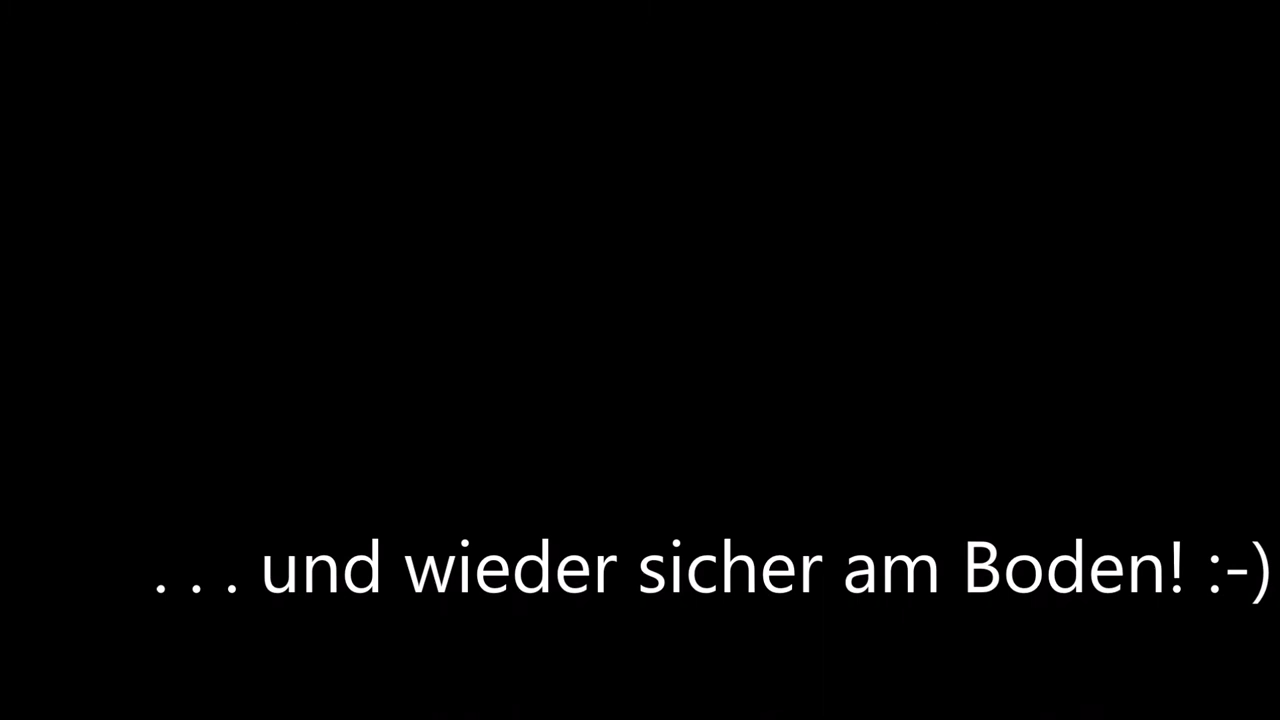 . . . und wieder sicher am Boden! :-)